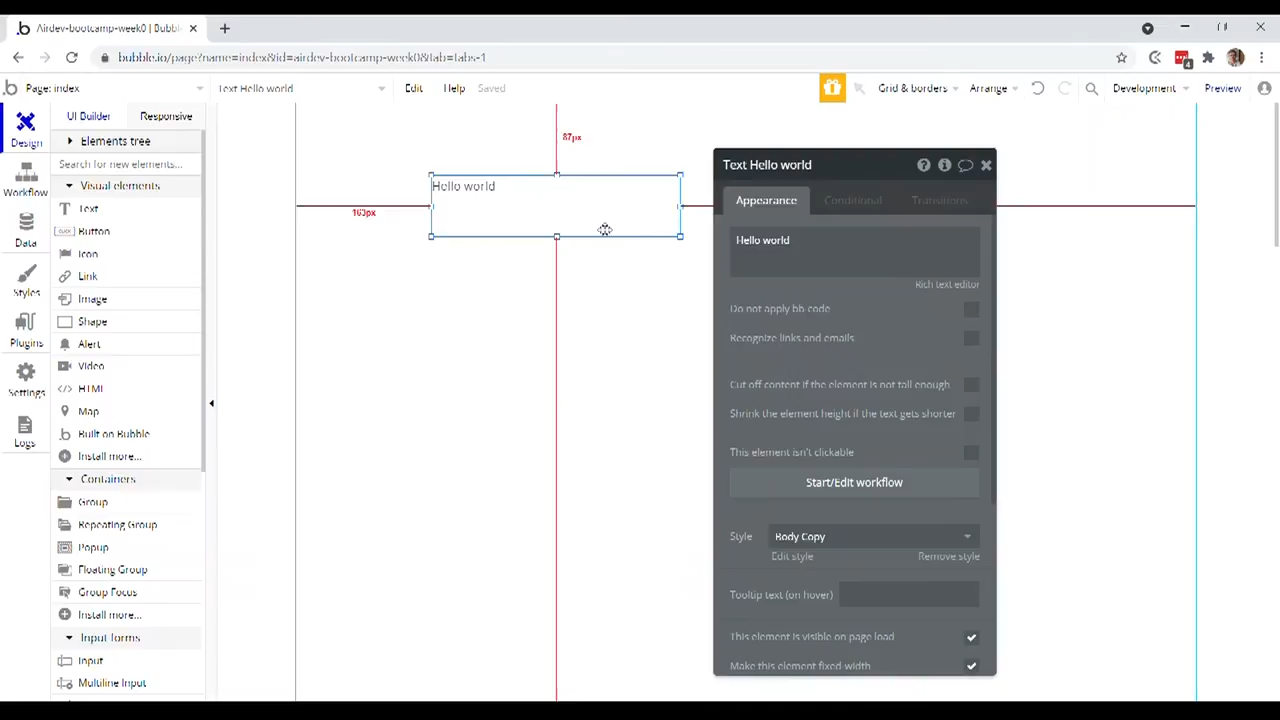 Airdev-bootcamp-week0 | Bubbl
bubble.io/page?name=index&id=airdev-bootcamp-week0&tab=tabs-1
4
Page: index
Text Hello world
Edit
Help
Saved
Grid & borders
Arrange
Development
Preview
Design
Workflow
Data
Styles
Plugins
Settings
Logs
UI Builder
Responsive
Elements tree
Search for new elements...
Visual elements
Text
Button
Icon
Link
Image
Shape
Alert
Video
HTML
Map
Built on Bubble
Install more...
Containers
Group
Repeating Group
Popup
Floating Group
Group Focus
Install more...
Input forms
Input
Multiline Input
87px
Hello world
163px
Text Hello world
Appearance
Conditional
Transitions
Hello world
Rich text editor
Do not apply bb-code
Recognize links and emails
Cut off content if the element is not tall enough
Shrink the element height if the text gets shorter
This element isn't clickable
Start/Edit workflow
Style
Body Copy
Edit style
Remove style
Tooltip text (on hover)
This element is visible on page load
Make this element fixed-width